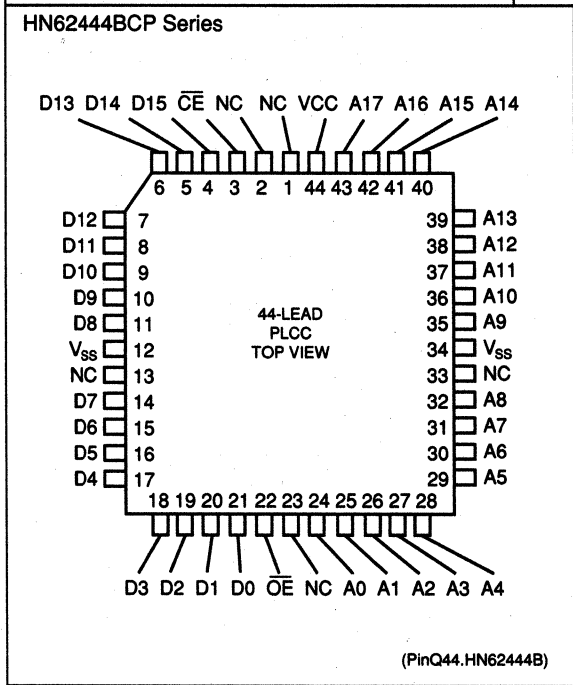 HN62444BCP Series
D13 D14 D15 C̅E̅ NC NC VCC A17 A16 A15 A14
6 5 4 3 2 1 44 43 42 41 40
D12 7 39 A13
D11 8 38 A12
D10 9 37 A11
D9 10 36 A10
D8 11 35 A9
44-LEAD
PLCC
TOP VIEW
VSS 12 34 VSS
NC 13 33 NC
D7 14 32 A8
D6 15 31 A7
D5 16 30 A6
D4 17 29 A5
18 19 20 21 22 23 24 25 26 27 28
D3 D2 D1 D0 O̅E̅ NC A0 A1 A2 A3 A4
(PinQ44.HN62444B)